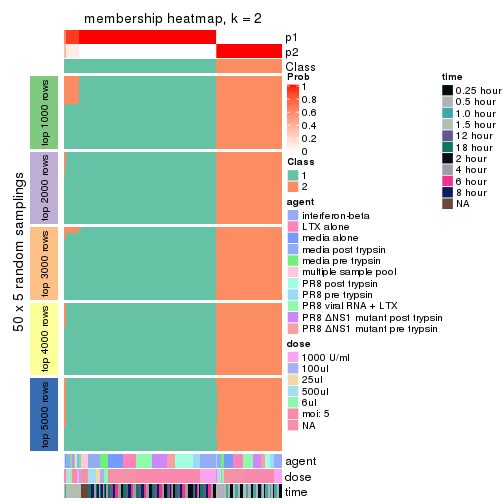 membership heatmap, k = 2
p1
p2
Class
50 x 5 random samplings
top 1000 rows
top 2000 rows
top 3000 rows
top 4000 rows
top 5000 rows
agent
dose
time
Prob
1
0.8
0.6
0.4
0.2
0
Class
1
2
agent
interferon-beta
LTX alone
media alone
media post trypsin
media pre trypsin
multiple sample pool
PR8 post trypsin
PR8 pre trypsin
PR8 viral RNA + LTX
PR8 ΔNS1 mutant post trypsin
PR8 ΔNS1 mutant pre trypsin
dose
1000 U/ml
100ul
25ul
500ul
6ul
moi: 5
NA
time
0.25 hour
0.5 hour
1.0 hour
1.5 hour
12 hour
18 hour
2 hour
4 hour
6 hour
8 hour
NA